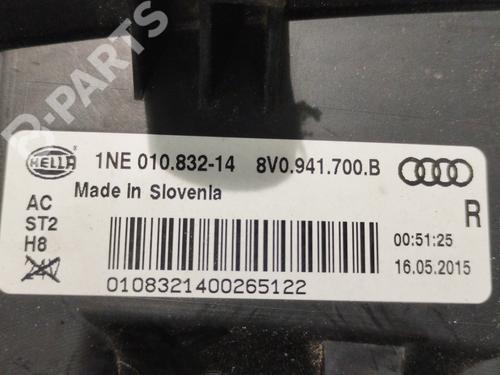 B-PARTS
HELLA 1NE 010.832-14 8V0.941.700.B
Made In Slovenia
AC
ST2
H8
24V
R
00:51:25
16.05.2015
0108321400265122